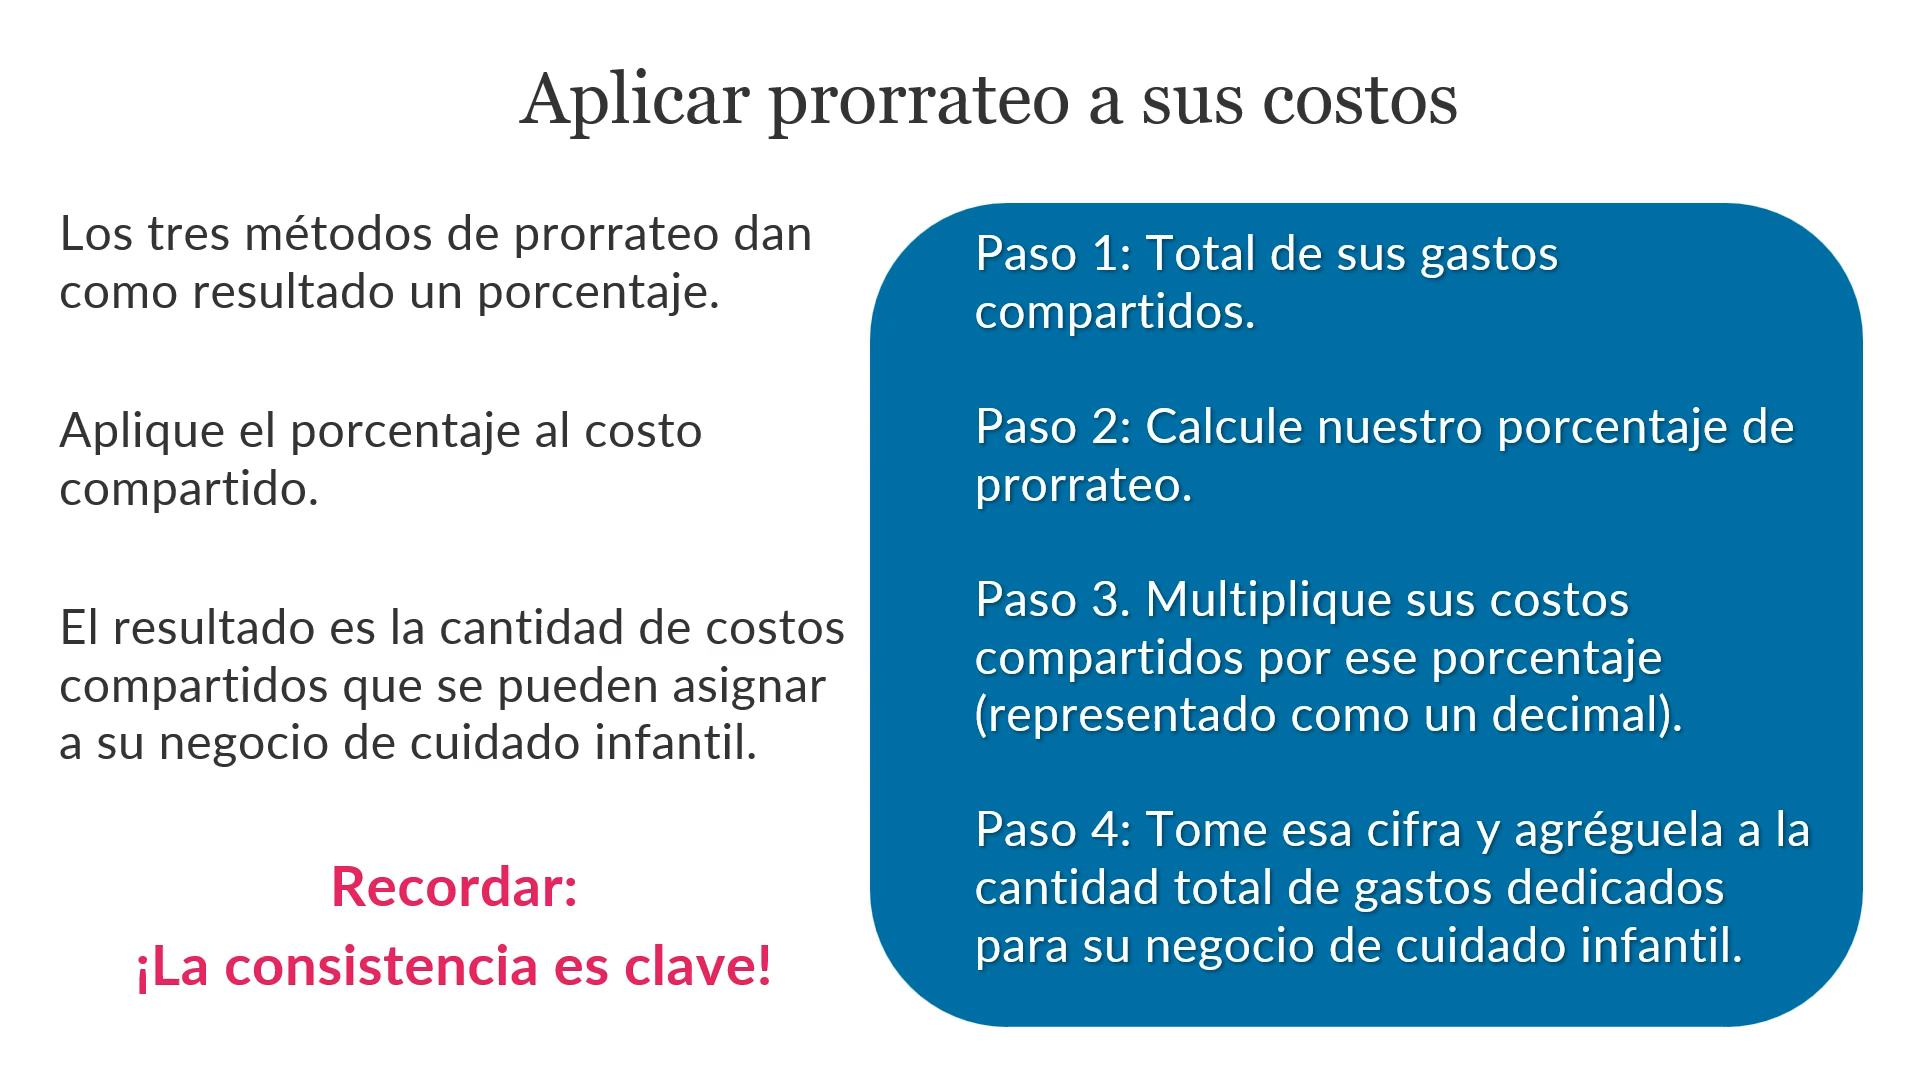 Aplicar prorrateo a sus costos
Los tres métodos de prorrateo dan
como resultado un porcentaje.
Aplique el porcentaje al costo
compartido.
El resultado es la cantidad de costos
compartidos que se pueden asignar
a su negocio de cuidado infantil.
Recordar:
¡La consistencia es clave!
Paso 1: Total de sus gastos
compartidos.
Paso 2: Calcule nuestro porcentaje de
prorrateo.
Paso 3. Multiplique sus costos
compartidos por ese porcentaje
(representado como un decimal).
Paso 4: Tome esa cifra y agréguela a la
cantidad total de gastos dedicados
para su negocio de cuidado infantil.